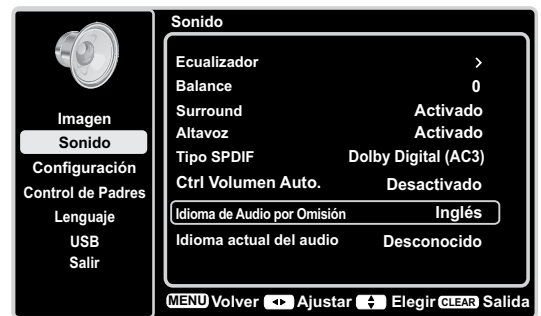 Imagen
Sonido
Configuración
Control de Padres
Lenguaje
USB
Salir
Sonido
Ecualizador >
Balance 0
Surround Activado
Altavoz Activado
Tipo SPDIF Dolby Digital (AC3)
Ctrl Volumen Auto. Desactivado
Idioma de Audio por Omisión Inglés
Idioma actual del audio Desconocido
MENU Volver Ajustar Elegir CLEAR Salida